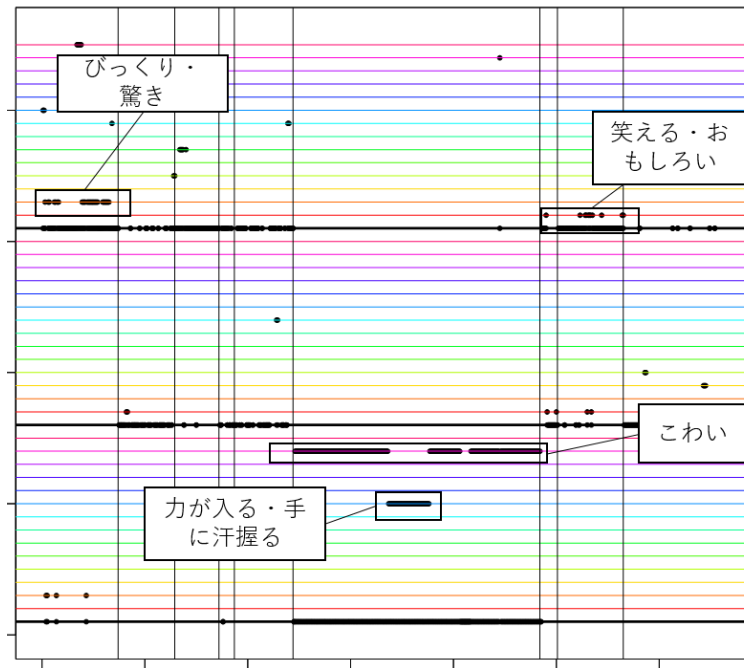 びっくり・
驚き
笑える・お
もしろい
こわい
力が入る・手
に汗握る